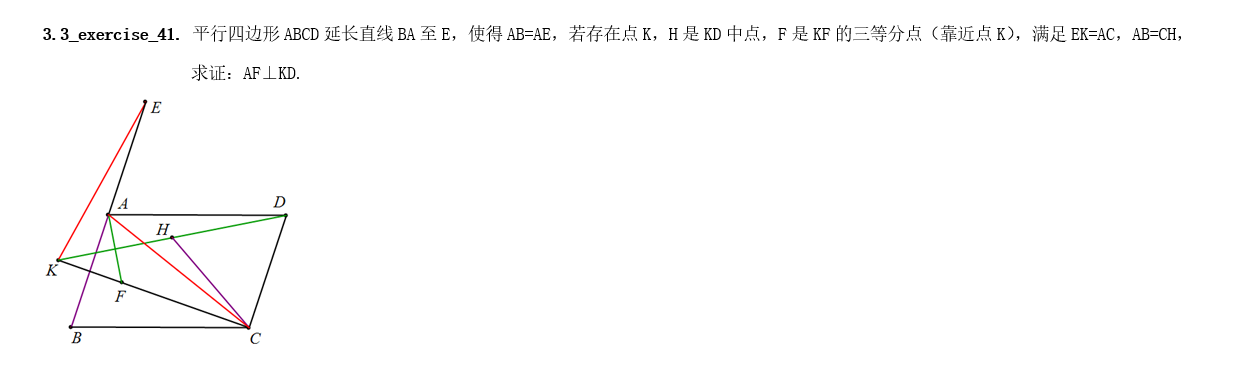 3.3_exercise_41. 平行四边形 ABCD 延长直线 BA 至 E，使得 AB=AE，若存在点 K，H 是 KD 中点，F 是 KF 的三等分点（靠近点 K），满足 EK=AC，AB=CH，
求证：AF⊥KD.
E
A
D
H
K
F
B
C